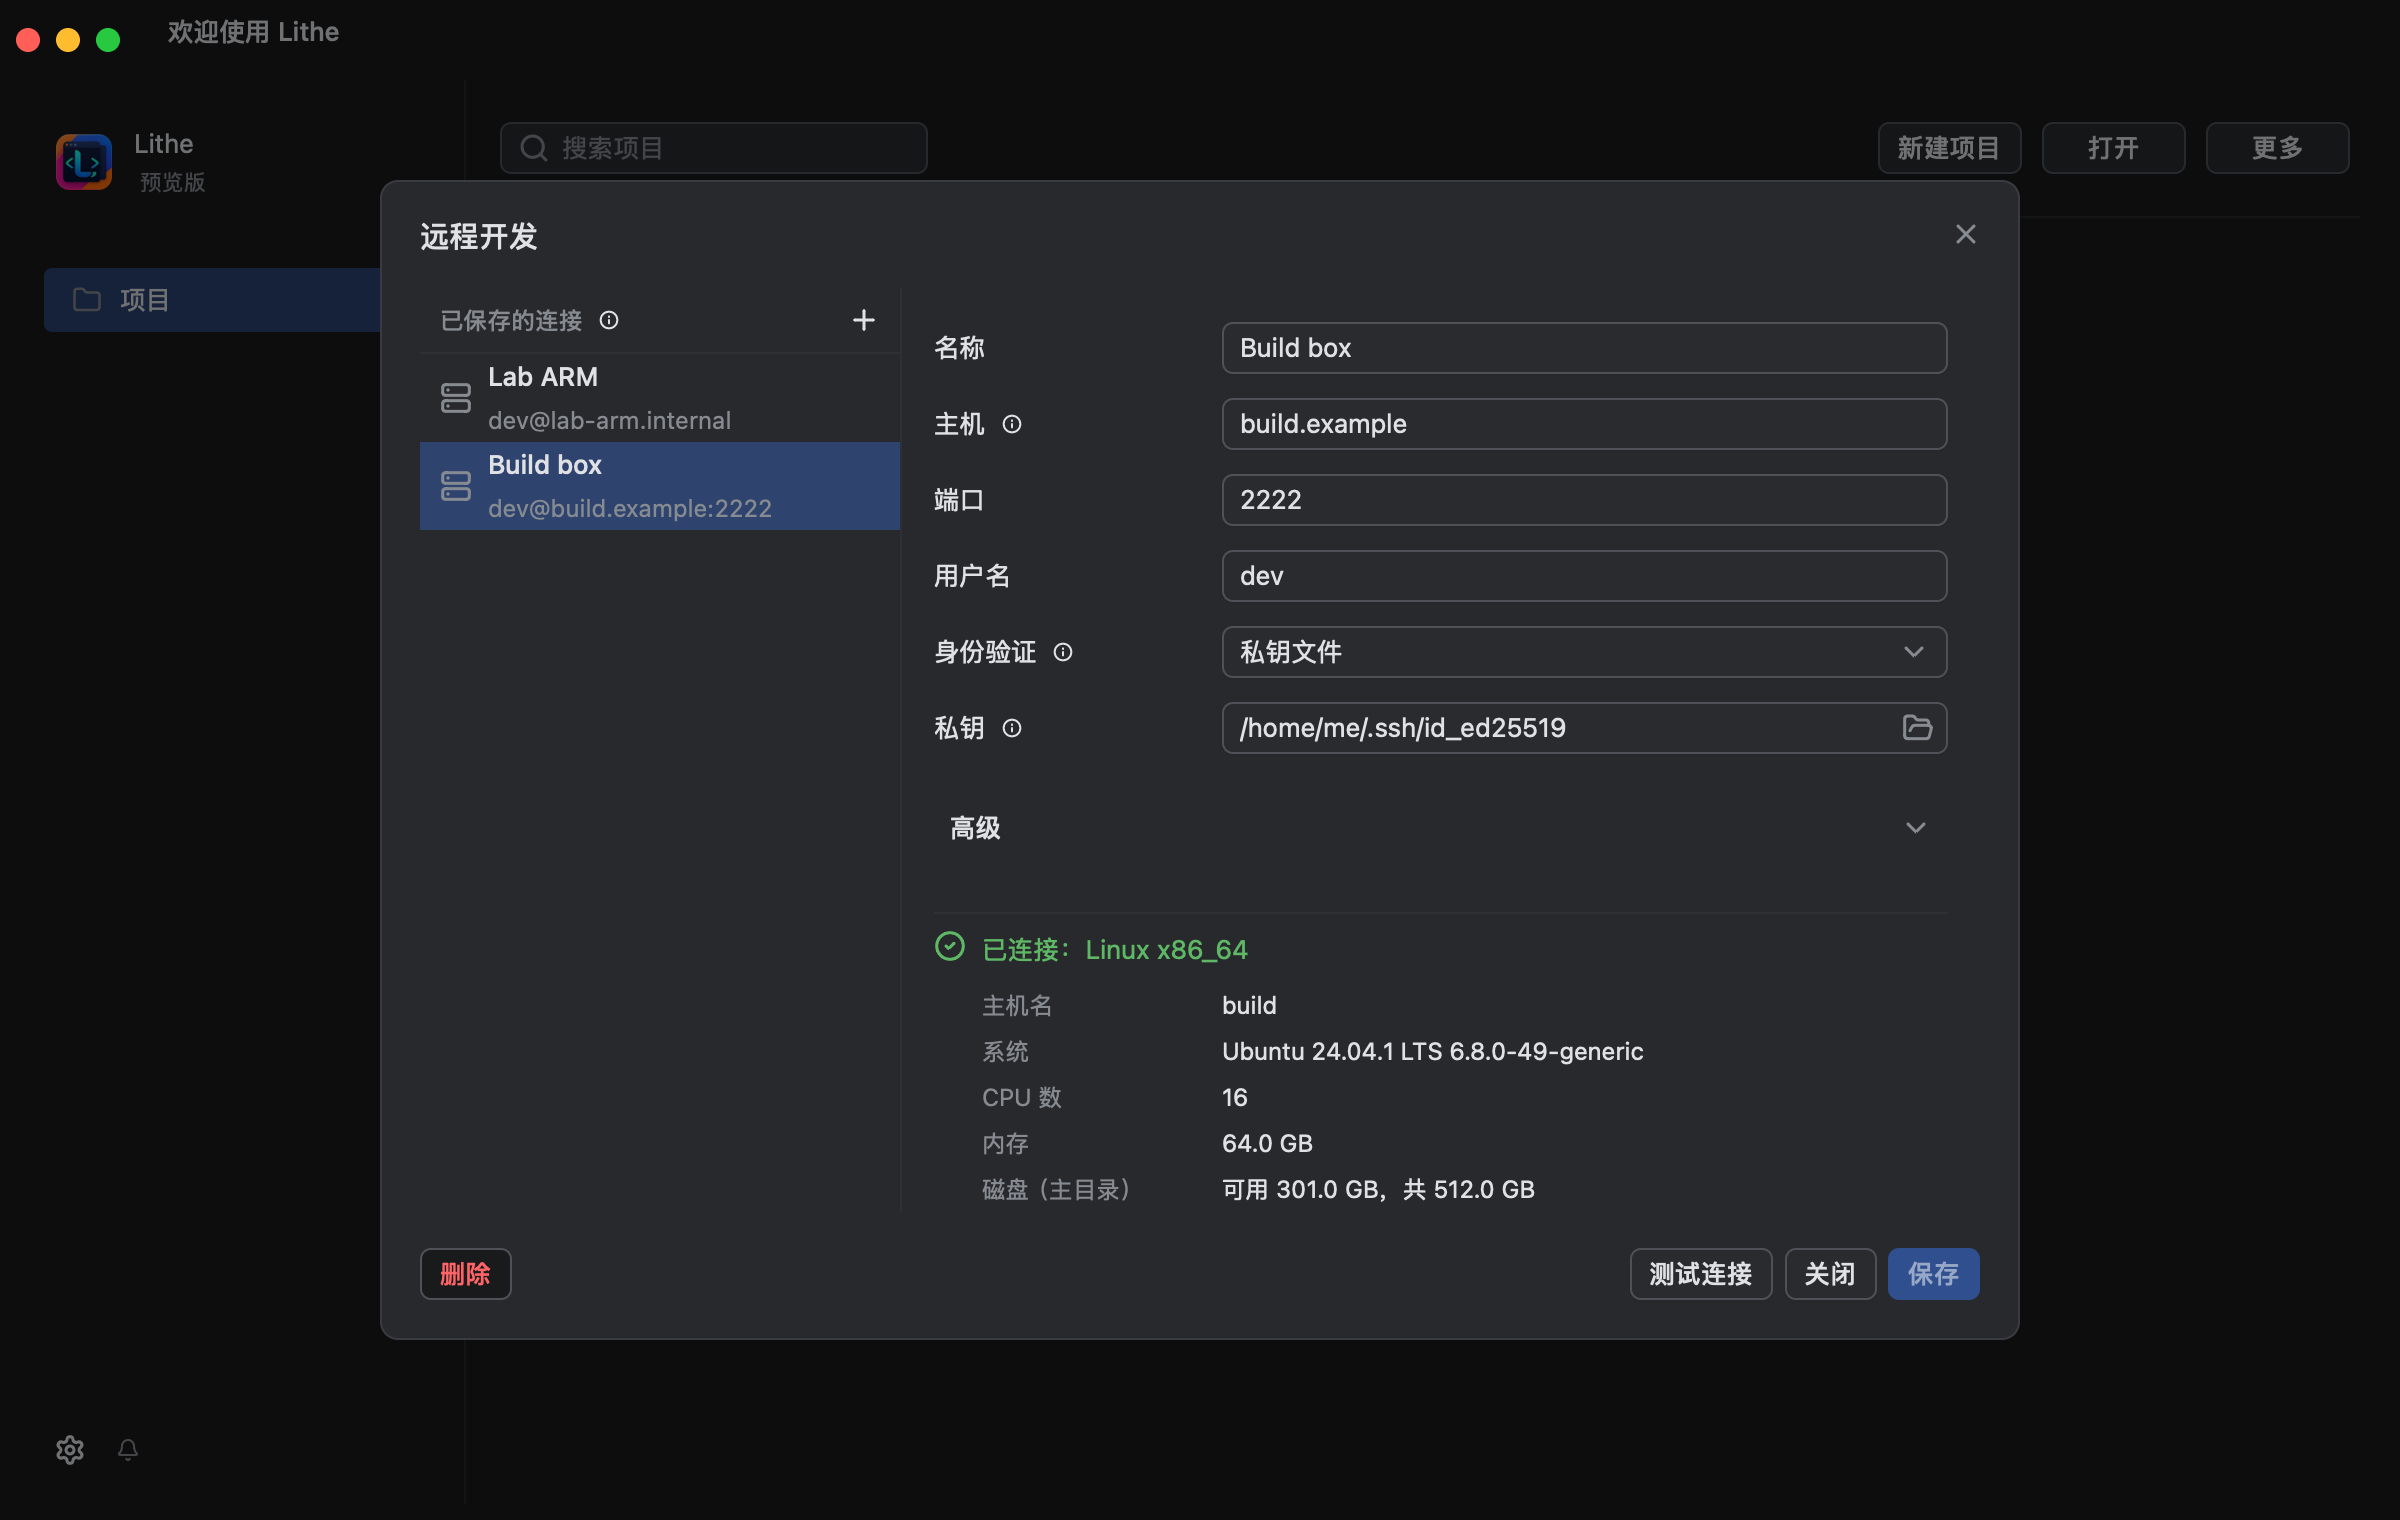 欢迎使用 Lithe
Lithe
预览版
搜索项目
新建项目
打开
更多
项目
远程开发
已保存的连接
Lab ARM
dev@lab-arm.internal
Build box
dev@build.example:2222
名称
Build box
主机
build.example
端口
2222
用户名
dev
身份验证
私钥文件
私钥
/home/me/.ssh/id_ed25519
高级
已连接：Linux x86_64
主机名
build
系统
Ubuntu 24.04.1 LTS 6.8.0-49-generic
CPU 数
16
内存
64.0 GB
磁盘（主目录）
可用 301.0 GB，共 512.0 GB
删除
测试连接
关闭
保存